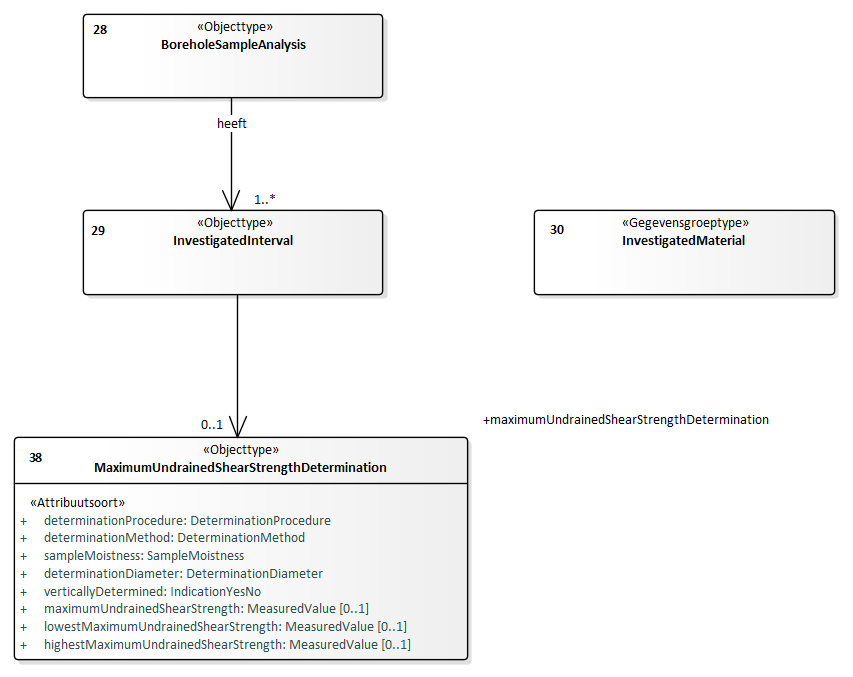 28
«Objecttype»
BoreholeSampleAnalysis
heeft
1..*
29
«Objecttype»
InvestigatedInterval
30
«Gegevensgroeptype»
InvestigatedMaterial
0..1
+maximumUndrainedShearStrengthDetermination
38
«Objecttype»
MaximumUndrainedShearStrengthDetermination
«Attribuutsoort»
+ determinationProcedure: DeterminationProcedure
+ determinationMethod: DeterminationMethod
+ sampleMoistness: SampleMoistness
+ determinationDiameter: DeterminationDiameter
+ verticallyDetermined: IndicationYesNo
+ maximumUndrainedShearStrength: MeasuredValue [0..1]
+ lowestMaximumUndrainedShearStrength: MeasuredValue [0..1]
+ highestMaximumUndrainedShearStrength: MeasuredValue [0..1]